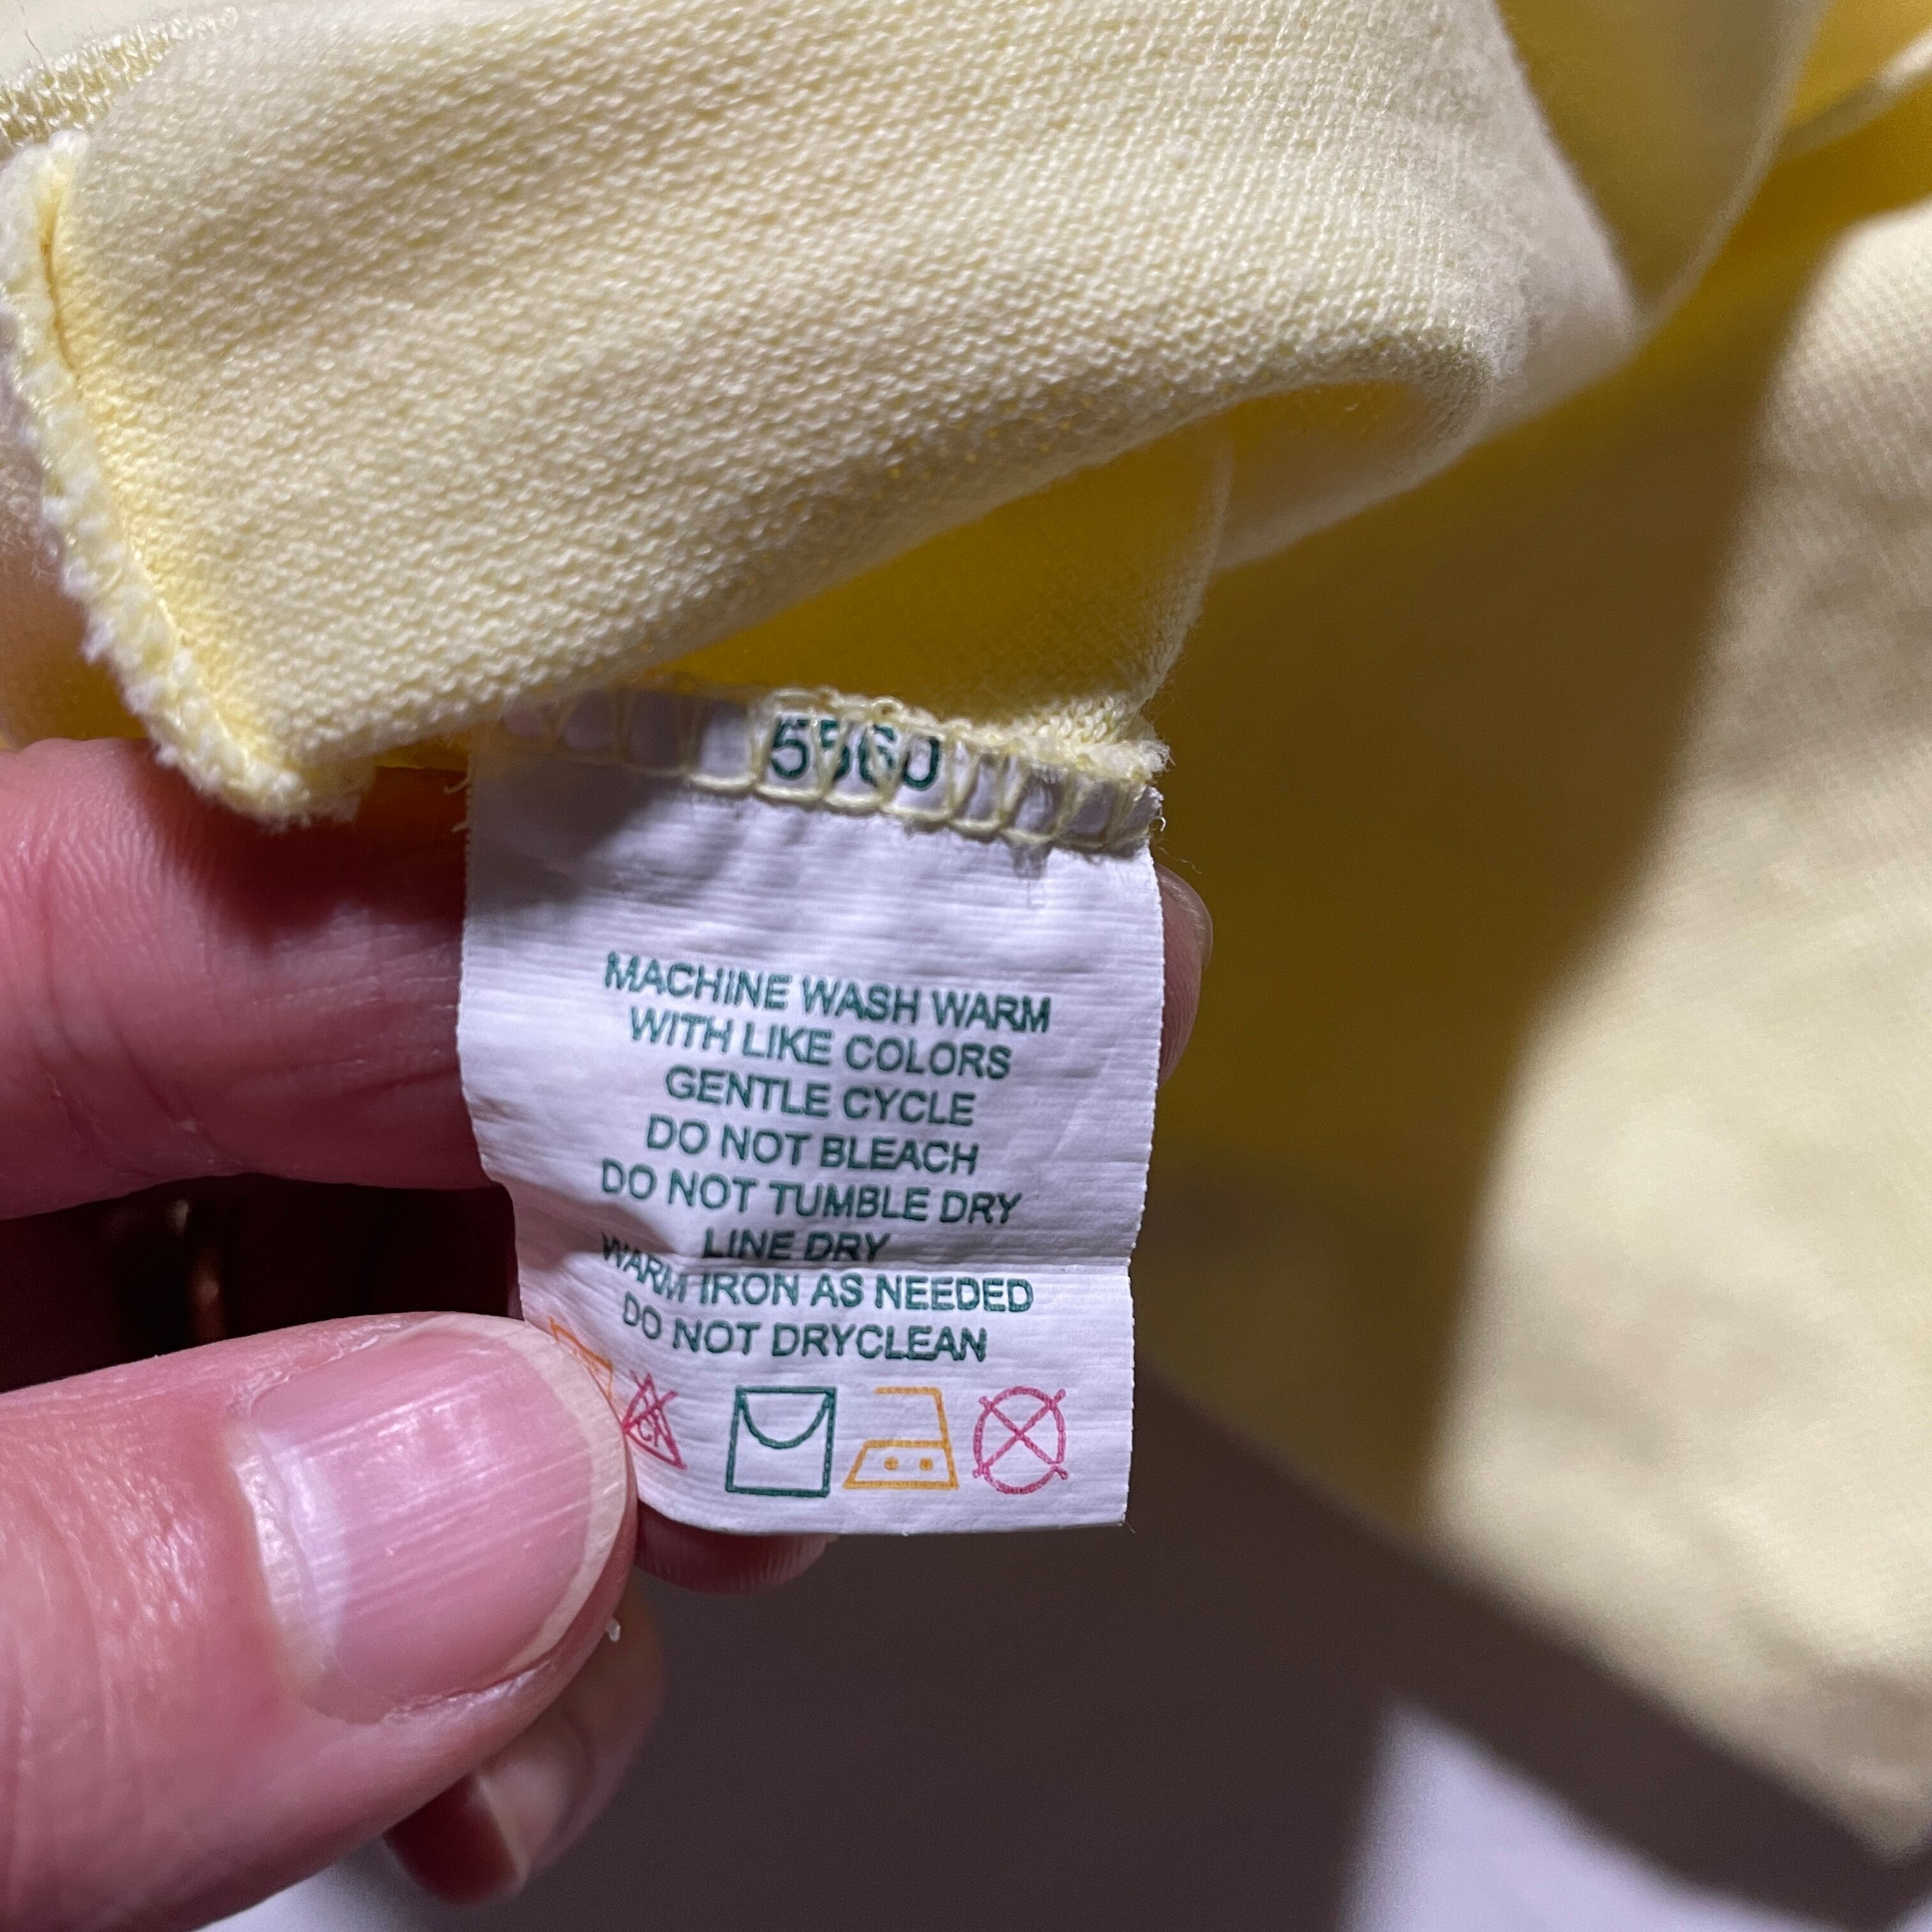 5560
MACHINE WASH WARM
WITH LIKE COLORS
GENTLE CYCLE
DO NOT BLEACH
DO NOT TUMBLE DRY
LINE DRY
WARM IRON AS NEEDED
DO NOT DRYCLEAN